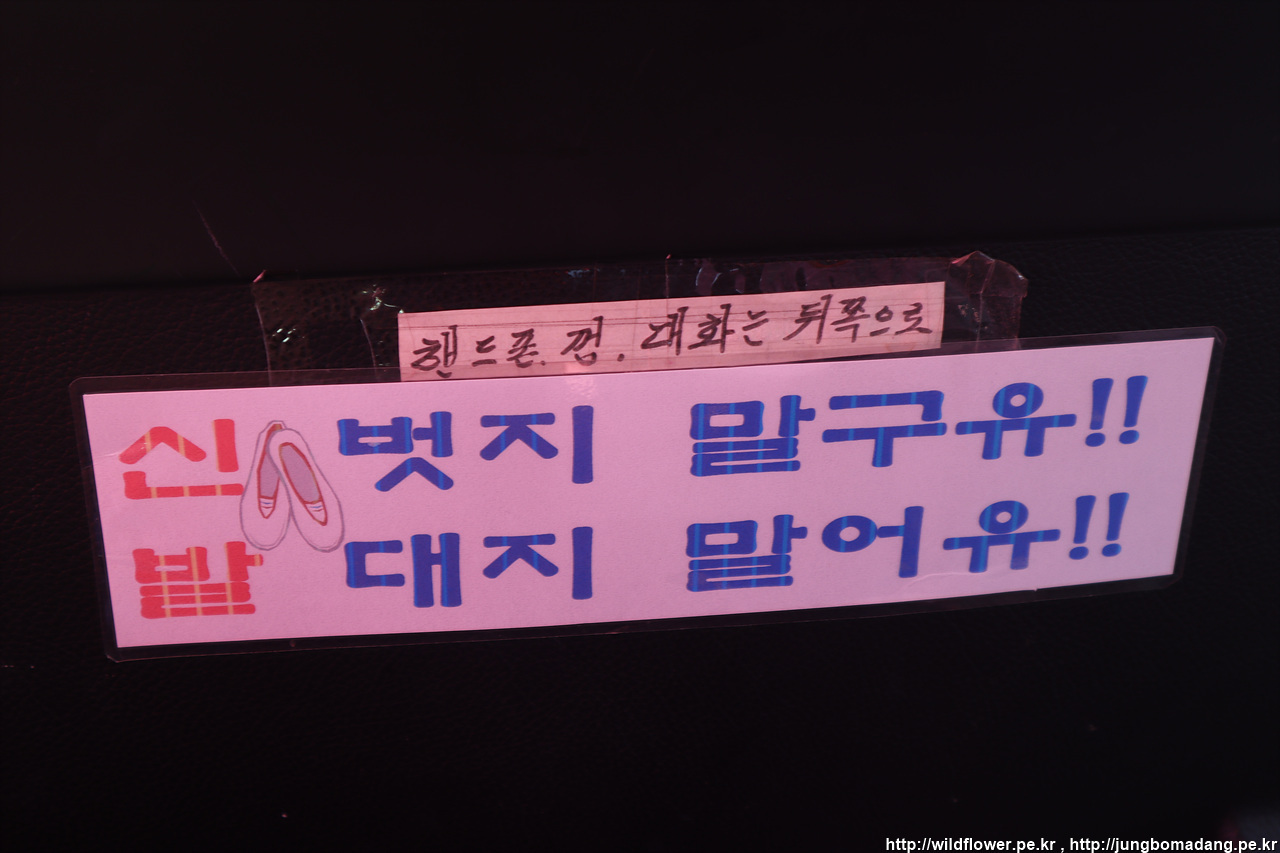 핸드폰. 껌. 대화는 뒤쪽으로
신 벗지 말구유!!
발 대지 말어유!!
http://wildflower.pe.kr , http://jungbomadang.pe.kr